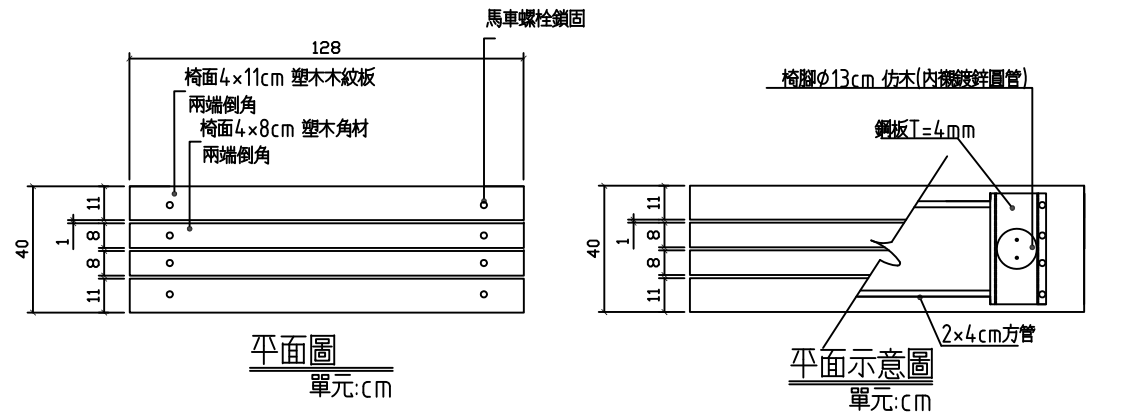 馬車螺栓鎖固
128
椅面4×11cm 塑木木紋板
兩端倒角
椅面4×8cm 塑木角材
兩端倒角
40
11
1
8
8
11
平面圖
單元:cm
椅腳φ13cm 仿木(內襯鍍鋅圓管)
鋼板T=4mm
40
11
1
8
8
11
2×4cm方管
平面示意圖
單元:cm